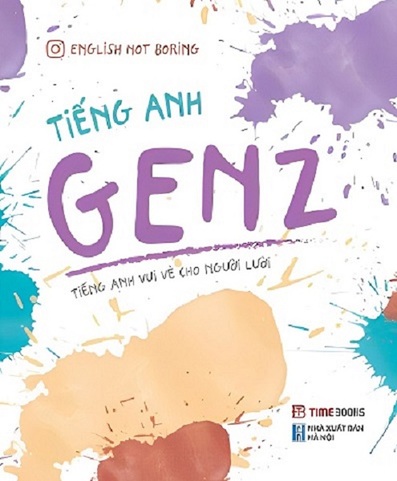 ENGLISH NOT BORING
TIẾNG ANH
GENZ
TIẾNG ANH VUI VẺ CHO NGƯỜI LƯỜI
TIMEBOOKS
NHÀ XUẤT BẢN
HÀ NỘI